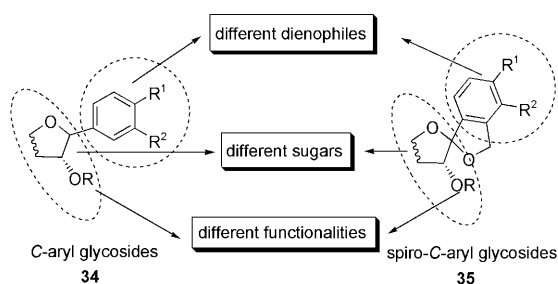 different dienophiles
R1
R1
R2
R2
O
O
O
different sugars
OR
OR
different functionalities
C-aryl glycosides
spiro-C-aryl glycosides
34
35